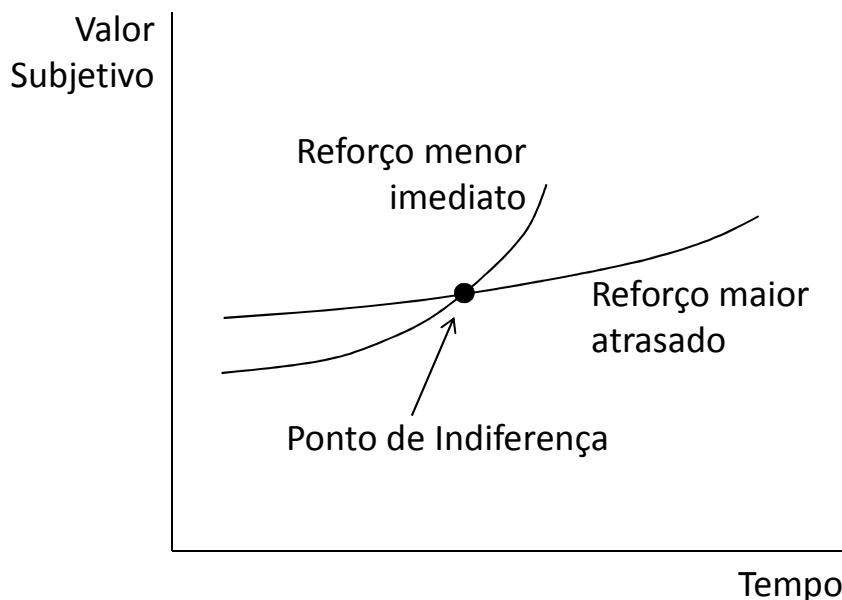 Valor
Subjetivo
Reforço menor
imediato
Reforço maior
atrasado
Ponto de Indiferença
Tempo